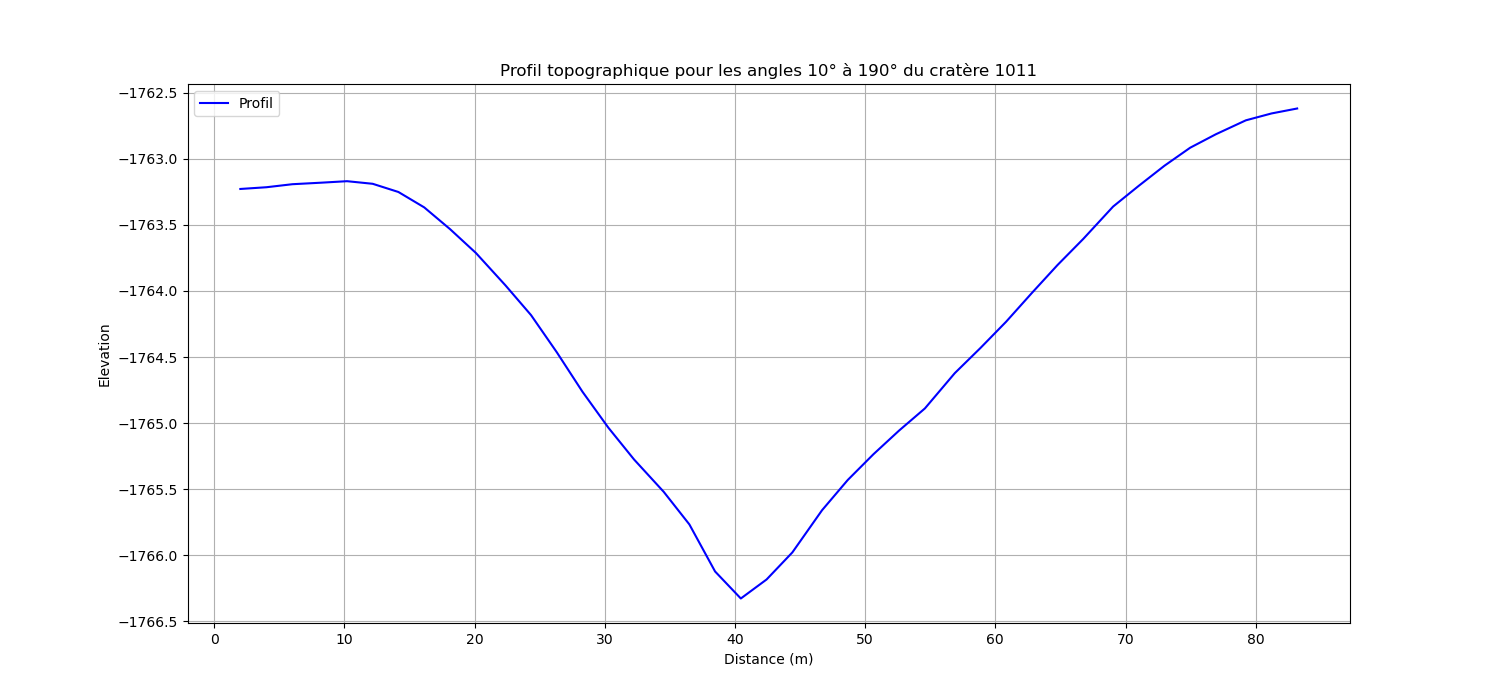 Profil topographique pour les angles 10° à 190° du cratère 1011
Profil
−1762.5
−1763.0
−1763.5
−1764.0
−1764.5
−1765.0
−1765.5
−1766.0
−1766.5
Elevation
0 10 20 30 40 50 60 70 80
Distance (m)